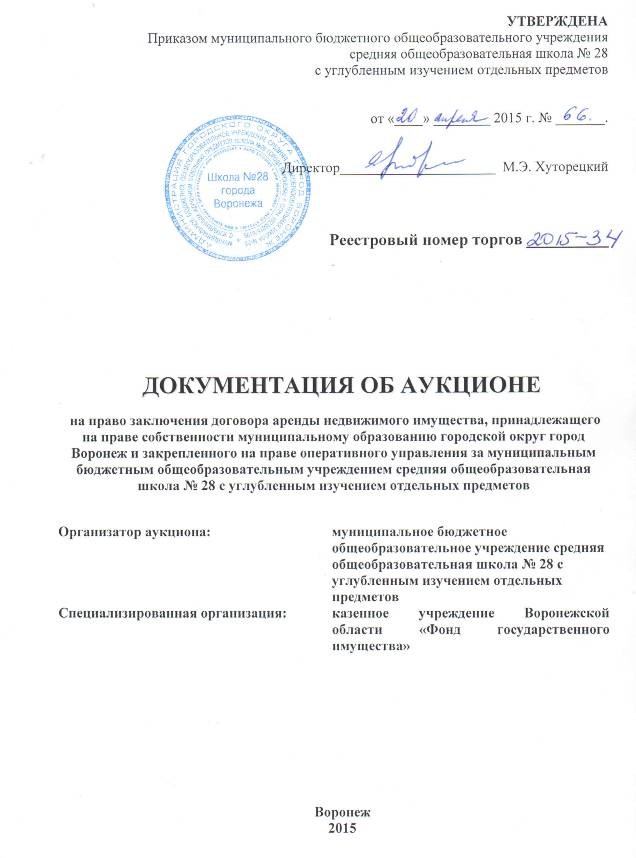 УТВЕРЖДЕНА
Приказом муниципального бюджетного общеобразовательного учреждения
средняя общеобразовательная школа № 28
с углубленным изучением отдельных предметов
от «20» апреля 2015 г. № 66.
Директор М.Э. Хуторецкий
Школа №28
города
Воронежа
Реестровый номер торгов 2015-34
ДОКУМЕНТАЦИЯ ОБ АУКЦИОНЕ
на право заключения договора аренды недвижимого имущества, принадлежащего
на праве собственности муниципальному образованию городской округ город
Воронеж и закрепленного на праве оперативного управления за муниципальным
бюджетным общеобразовательным учреждением средняя общеобразовательная
школа № 28 с углубленным изучением отдельных предметов
Организатор аукциона: муниципальное бюджетное
общеобразовательное учреждение средняя
общеобразовательная школа № 28 с
углубленным изучением отдельных
предметов
Специализированная организация: казенное учреждение Воронежской
области «Фонд государственного
имущества»
Воронеж
2015